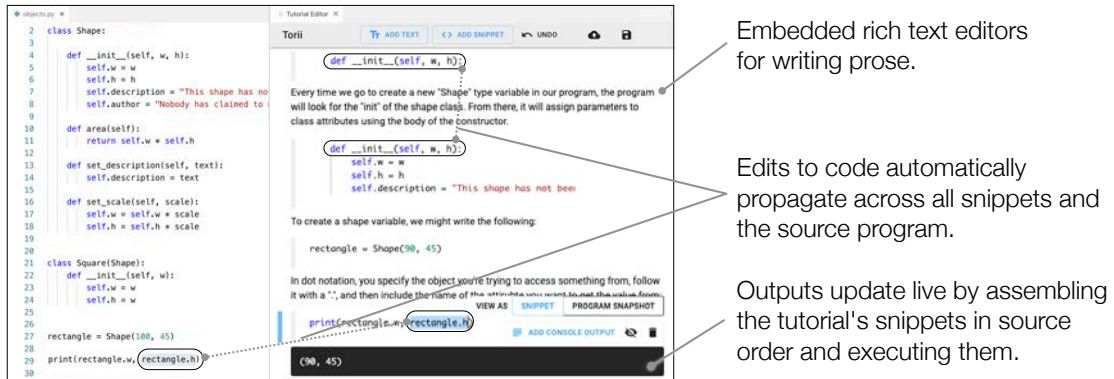 objects.py
2 class Shape:
3
4 def __init__(self, w, h):
5 self.w = w
6 self.h = h
7 self.description = "This shape has no
8 self.author = "Nobody has claimed to
9
10 def area(self):
11 return self.w * self.h
12
13 def set_description(self, text):
14 self.description = text
15
16 def set_scale(self, scale):
17 self.w = self.w * scale
18 self.h = self.h * scale
19
20
21 class Square(Shape):
22 def __init__(self, w):
23 self.w = w
24 self.h = w
25
26
27 rectangle = Shape(100, 45)
28
29 print(rectangle.w, rectangle.h)
30
Tutorial Editor
Torii
ADD TEXT
ADD SNIPPET
UNDO
def __init__(self, w, h):
Every time we go to create a new "Shape" type variable in our program, the program
will look for the "init" of the shape class. From there, it will assign parameters to
class attributes using the body of the constructor.
def __init__(self, w, h):
self.w = w
self.h = h
self.description = "This shape has not been
To create a shape variable, we might write the following:
rectangle = Shape(90, 45)
In dot notation, you specify the object you're trying to access something from, follow
it with a ".", and then include the name of the attirubte you want to get the value from
VIEW AS
SNIPPET
PROGRAM SNAPSHOT
print(rectangle.w, rectangle.h)
ADD CONSOLE OUTPUT
(90, 45)
Embedded rich text editors
for writing prose.
Edits to code automatically
propagate across all snippets and
the source program.
Outputs update live by assembling
the tutorial's snippets in source
order and executing them.